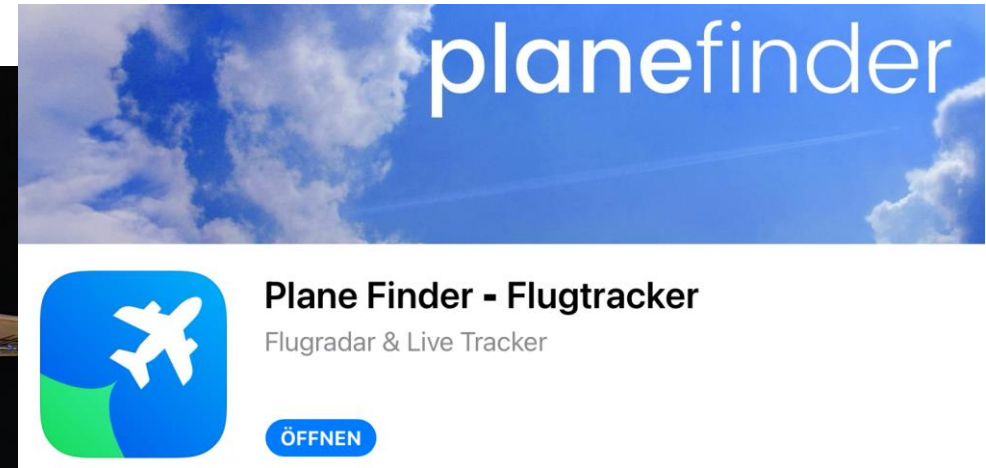 planefinder
Plane Finder - Flugtracker
Flugradar & Live Tracker
ÖFFNEN